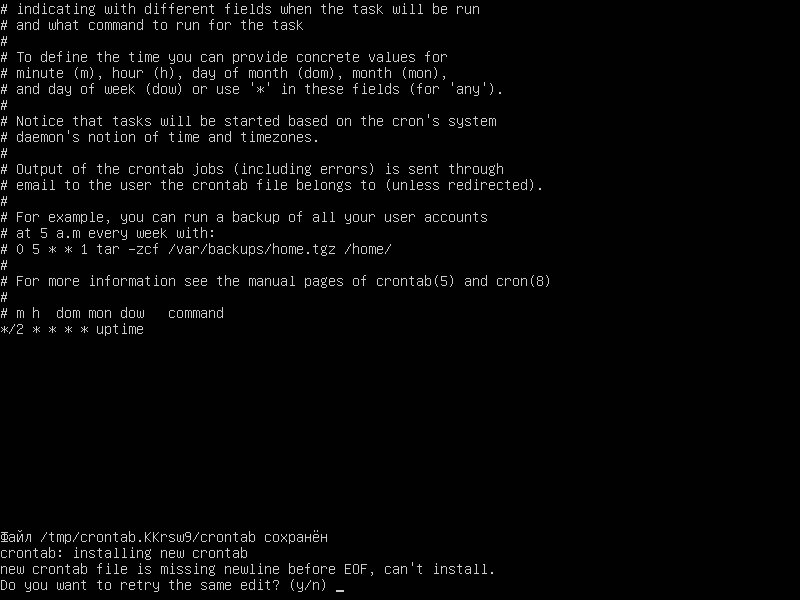 # indicating with different fields when the task will be run
# and what command to run for the task
#
# To define the time you can provide concrete values for
# minute (m), hour (h), day of month (dom), month (mon),
# and day of week (dow) or use '*' in these fields (for 'any').
#
# Notice that tasks will be started based on the cron's system
# daemon's notion of time and timezones.
#
# Output of the crontab jobs (including errors) is sent through
# email to the user the crontab file belongs to (unless redirected).
#
# For example, you can run a backup of all your user accounts
# at 5 a.m every week with:
# 0 5 * * 1 tar -zcf /var/backups/home.tgz /home/
#
# For more information see the manual pages of crontab(5) and cron(8)
#
# m h  dom mon dow   command
*/2 * * * * uptime
Файл /tmp/crontab.KKrsw9/crontab сохранён
crontab: installing new crontab
new crontab file is missing newline before EOF, can't install.
Do you want to retry the same edit? (y/n) _